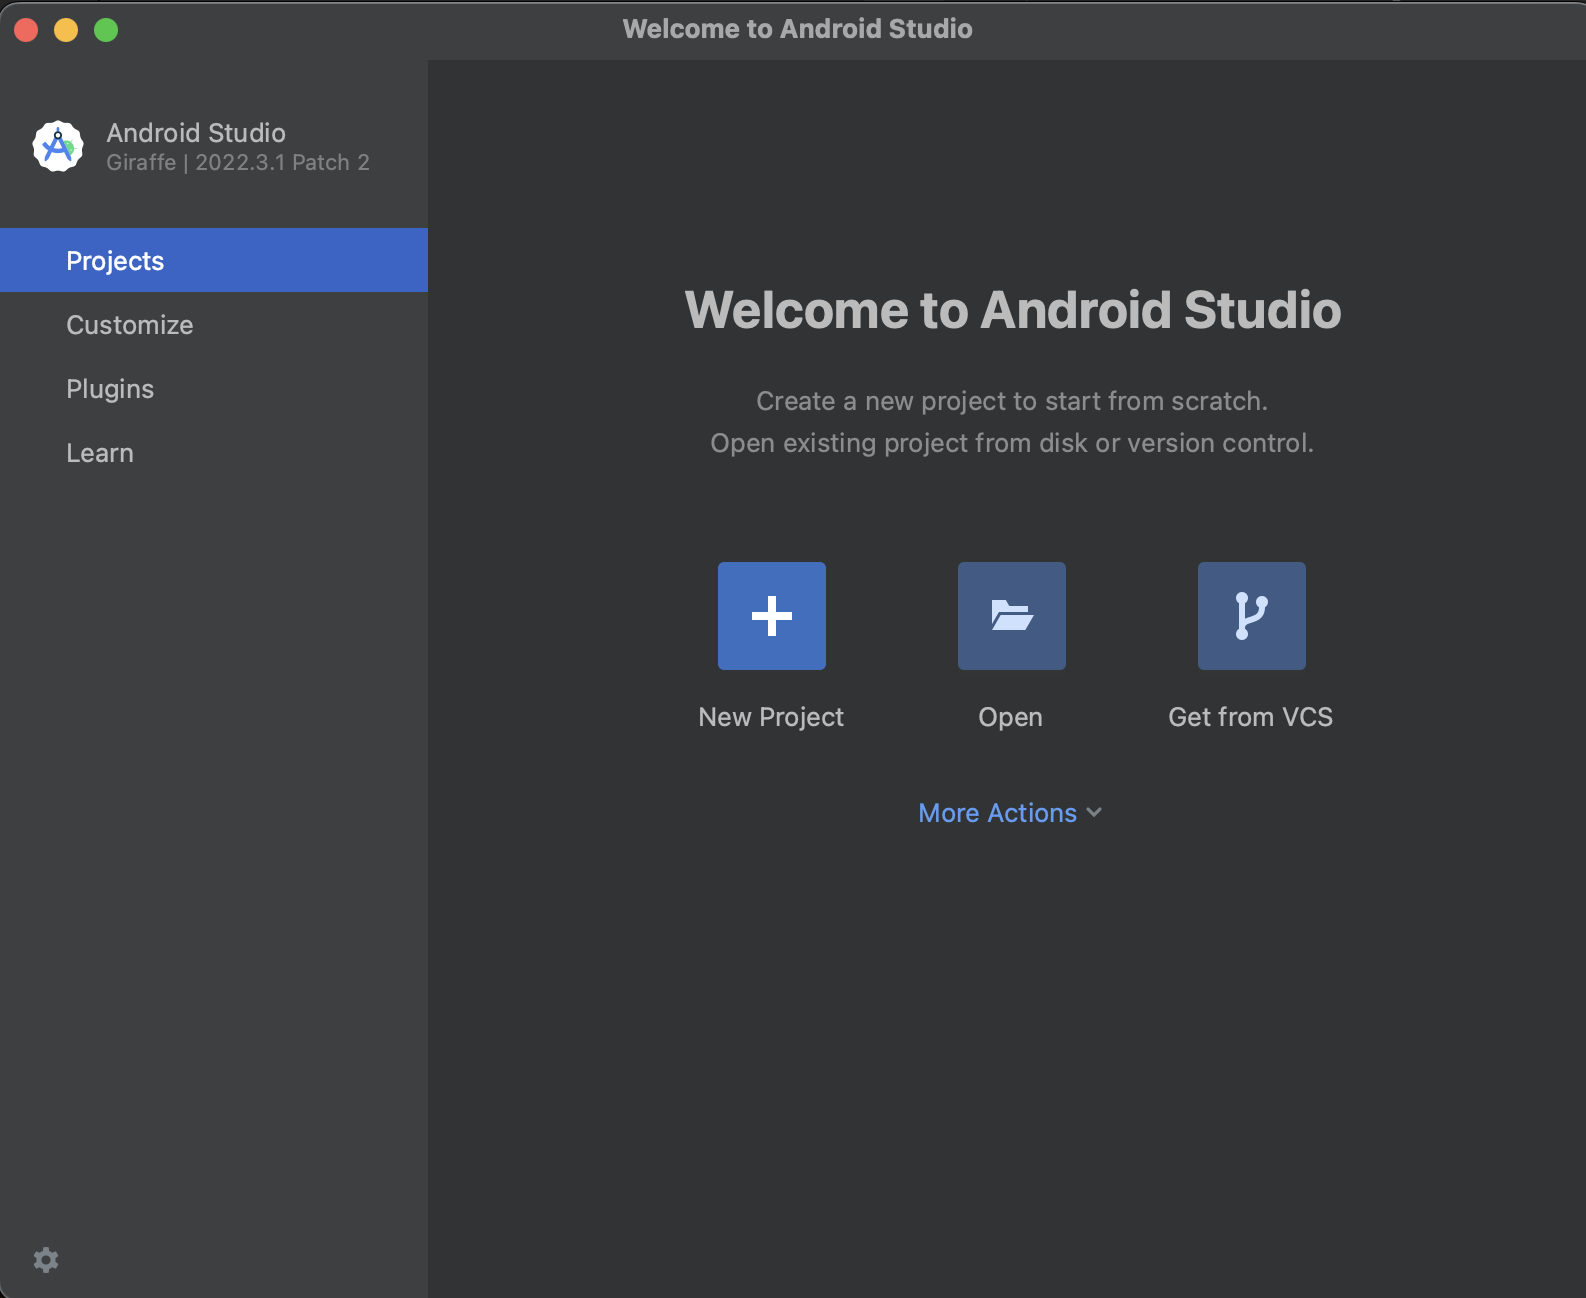 Welcome to Android Studio
Android Studio
Giraffe | 2022.3.1 Patch 2
Projects
Customize
Plugins
Learn
Welcome to Android Studio
Create a new project to start from scratch.
Open existing project from disk or version control.
New Project
Open
Get from VCS
More Actions